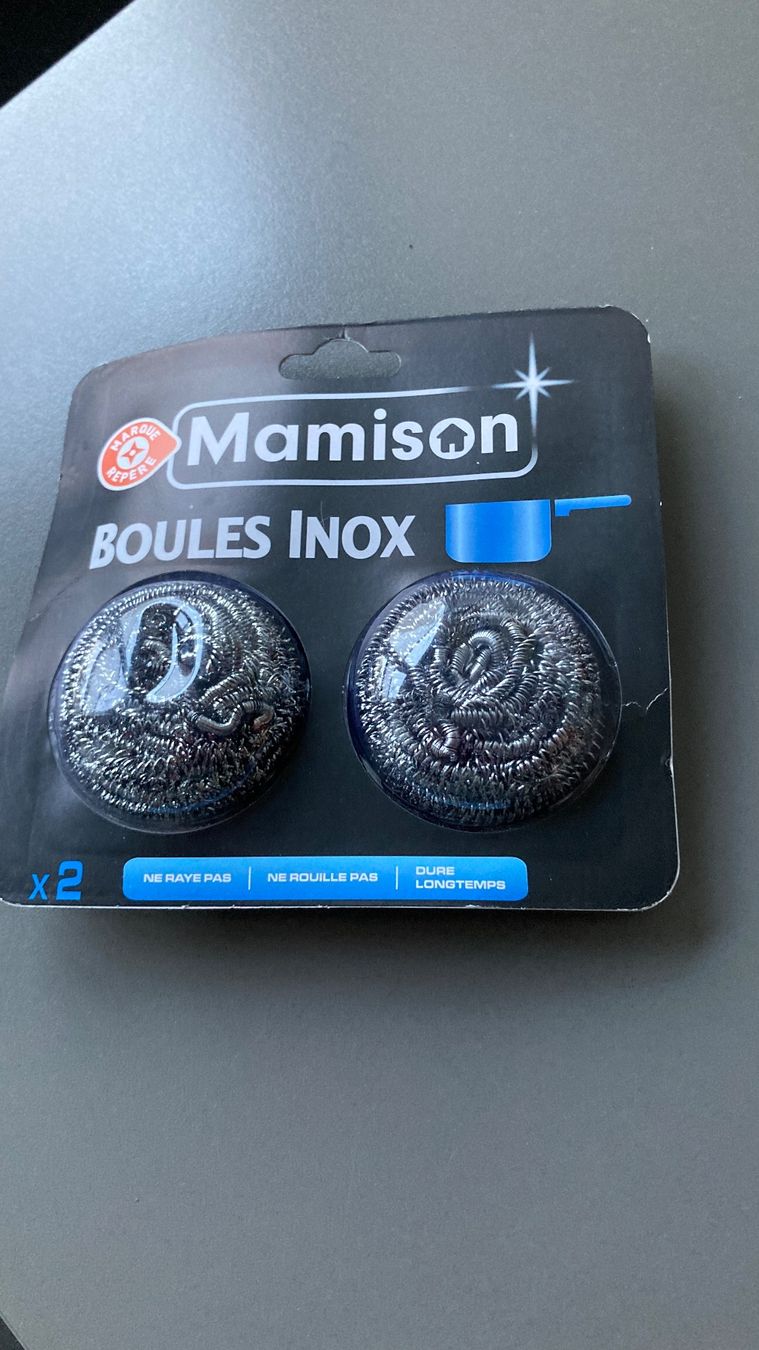 MARQUE
REPÈRE
Mamison
BOULES INOX
x2
NE RAYE PAS
NE ROUILLE PAS
DURE
LONGTEMPS